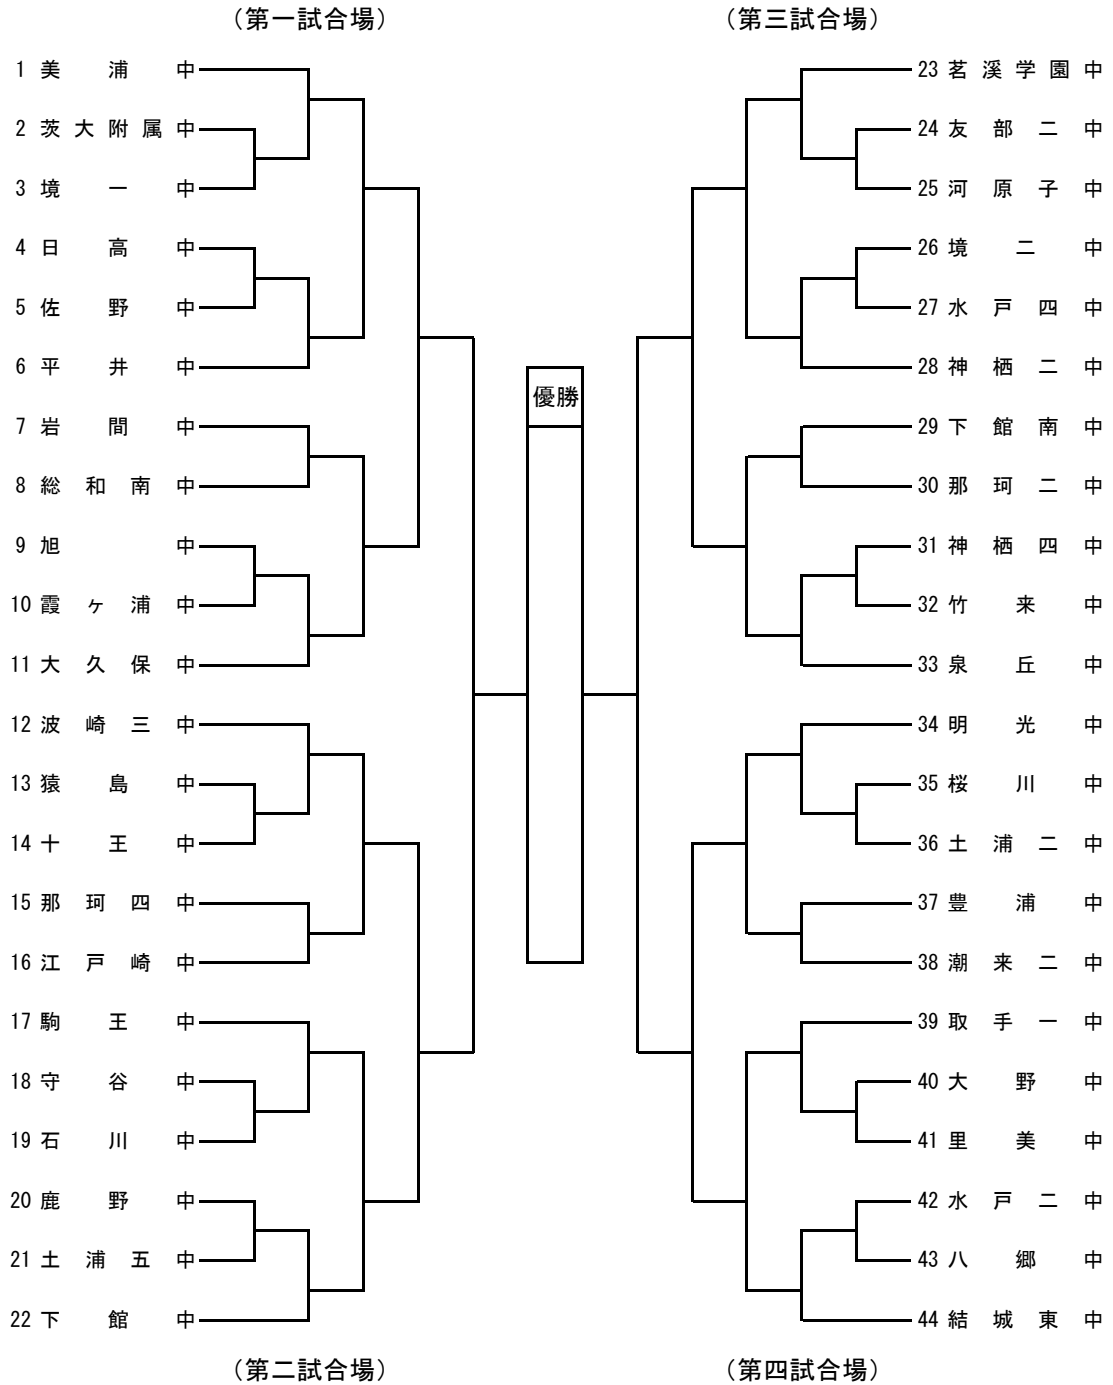 （第一試合場）
（第三試合場）
1 美浦中
2 茨大附属中
3 境一中
4 日高中
5 佐野中
6 平井中
7 岩間中
8 総和南中
9 旭中
10 霞ヶ浦中
11 大久保中
12 波崎三中
13 猿島中
14 十王中
15 那珂四中
16 江戸崎中
17 駒王中
18 守谷中
19 石川中
20 鹿野中
21 土浦五中
22 下館中
優勝
23 茗溪学園中
24 友部二中
25 河原子中
26 境二中
27 水戸四中
28 神栖二中
29 下館南中
30 那珂二中
31 神栖四中
32 竹来中
33 泉丘中
34 明光中
35 桜川中
36 土浦二中
37 豊浦中
38 潮来二中
39 取手一中
40 大野中
41 里美中
42 水戸二中
43 八郷中
44 結城東中
（第二試合場）
（第四試合場）